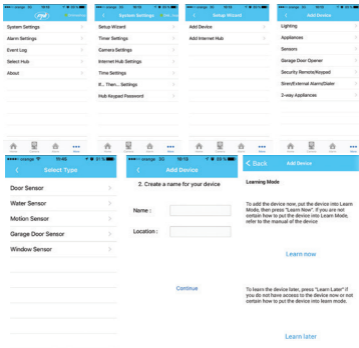 System Settings
Alarm Settings
Event Log
Select Hub
About
System Settings
Setup Wizard
Timer Settings
Camera Settings
Internet Hub Settings
Time Settings
If... Then... Settings
Hub Keypad Password
Setup Wizard
Add Device
Add Internet Hub
Add Device
Lighting
Appliances
Sensors
Garage Door Opener
Security Remote/Keypad
Siren/External Alarm/Dialer
2-way Appliances
Select Type
Door Sensor
Water Sensor
Motion Sensor
Garage Door Sensor
Window Sensor
Add Device
2. Create a name for your device
Name :
Location :
Continue
Back
Add Device
Learning Mode
To add the device now, put the device into Learn
Mode, then press "Learn Now". If you are not
certain how to put the device into Learn Mode,
refer to the manual of the device
Learn now
To learn the device later, press "Learn Later" if
you do not have access to the device now or not
certain how to put the device into learn mode.
Learn later